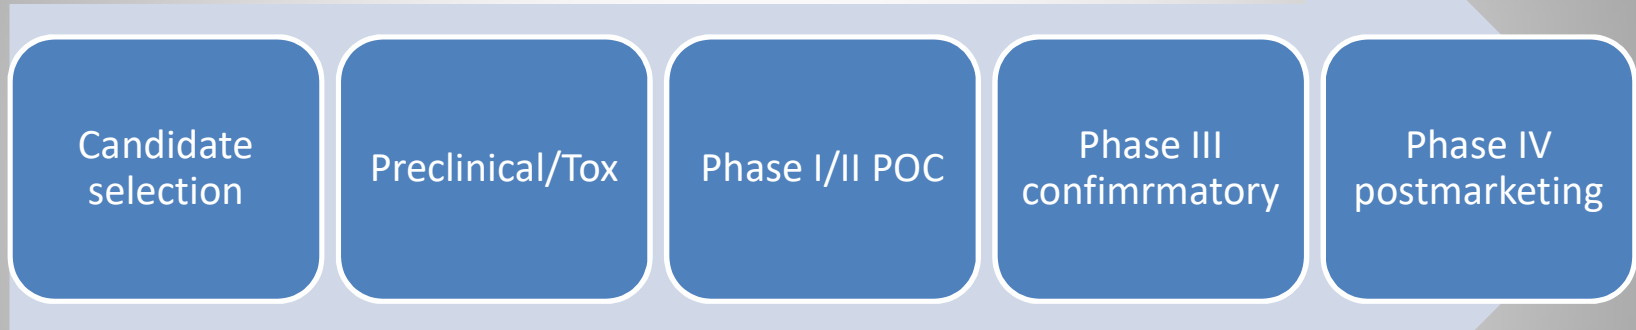 Candidate
selection
Preclinical/Tox
Phase I/II POC
Phase III
confimrmatory
Phase IV
postmarketing